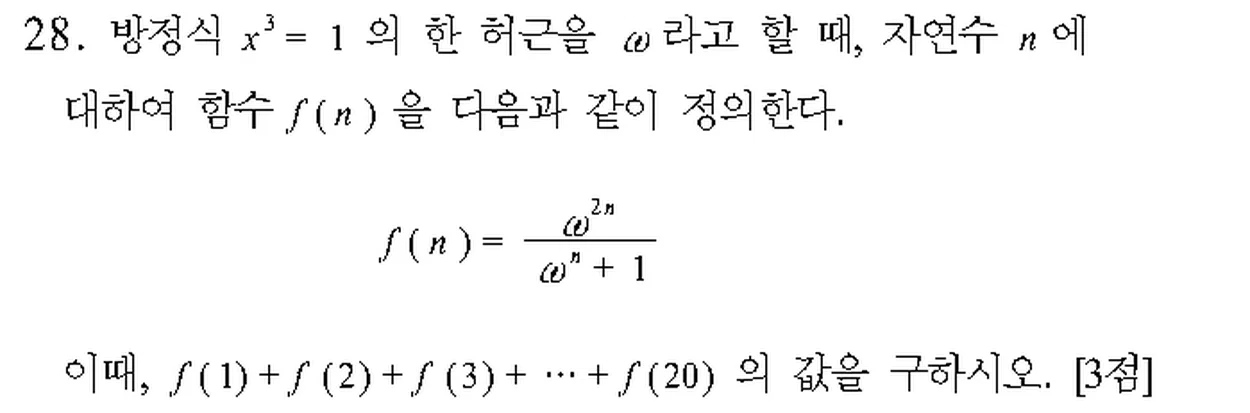 28. 방정식 x³ = 1 의 한 허근을 ω 라고 할 때, 자연수 n 에
대하여 함수 f ( n ) 을 다음과 같이 정의한다.
f ( n ) = ω²ⁿ / ωⁿ + 1
이때, f ( 1 ) + f ( 2 ) + f ( 3 ) + ⋯ + f ( 20 ) 의 값을 구하시오. [3점]